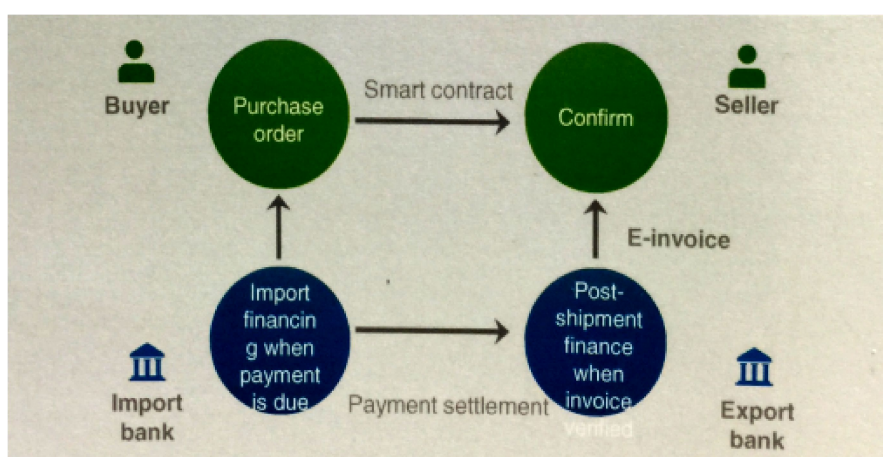 Buyer
Purchase
order
Smart contract
Confirm
Seller
E-invoice
Import
financin
g when
payment
is due
Post-
shipment
finance
when
invoice
verified
Payment settlement
Import
bank
Export
bank